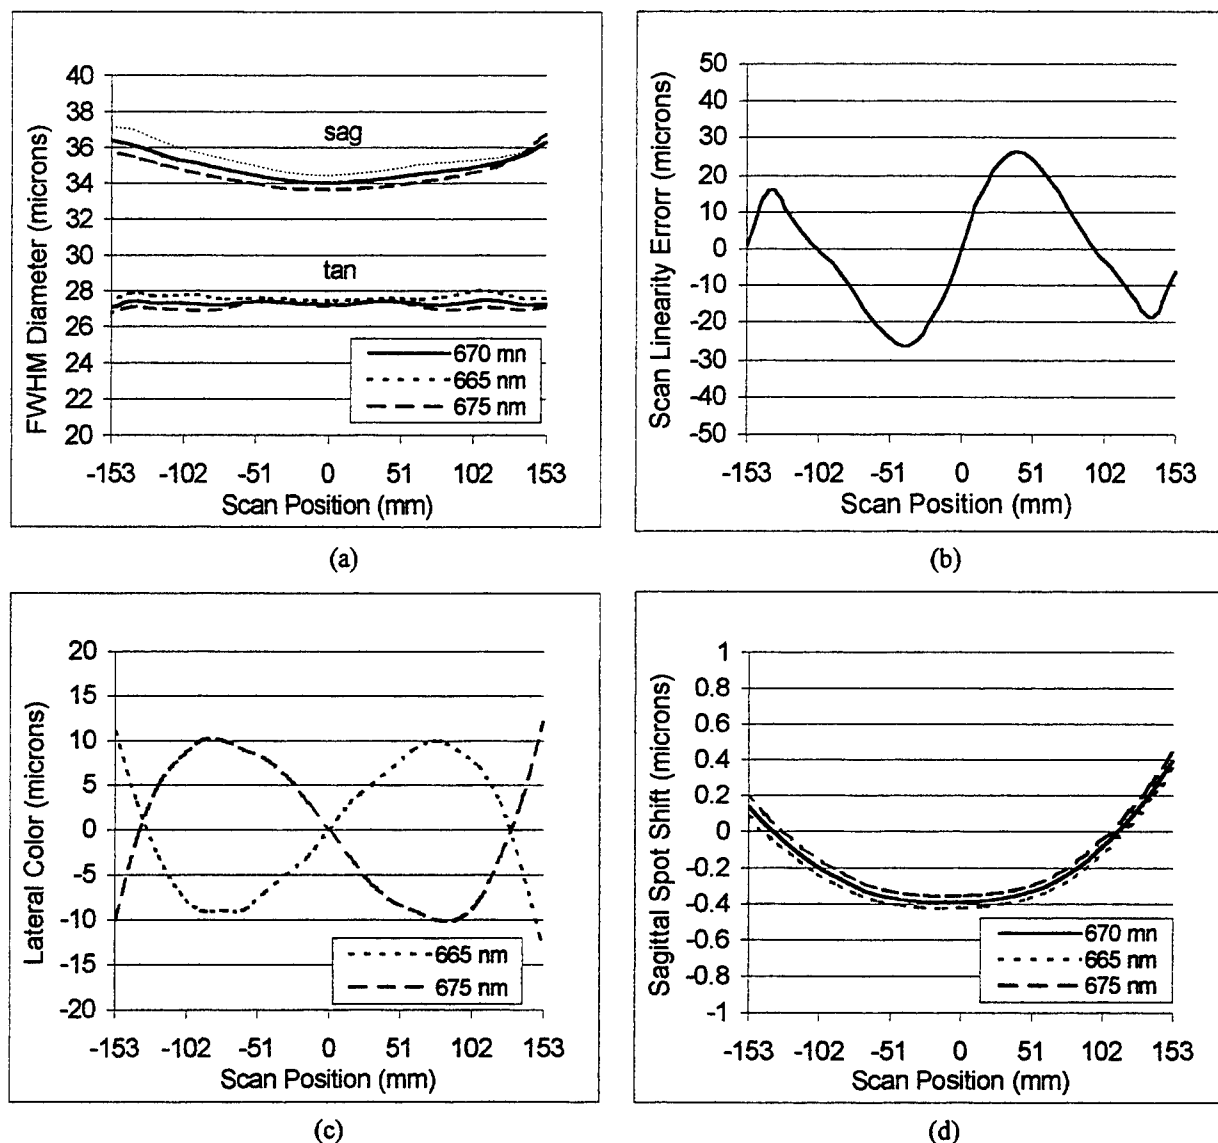 40
38
36
34
32
30
28
26
24
22
20
FWHM Diameter (microns)
sag
tan
670 mn
665 nm
675 nm
-153 -102 -51 0 51 102 153
Scan Position (mm)
(a)
50
40
30
20
10
0
-10
-20
-30
-40
-50
Scan Linearity Errorr (microns)
-153 -102 -51 0 51 102 153
Scan Position (mm)
(b)
20
15
10
5
0
-5
-10
-15
-20
Lateral Color (microns)
665 nm
675 nm
-153 -102 -51 0 51 102 153
Scan Position (mm)
(c)
1
0.8
0.6
0.4
0.2
0
-0.2
-0.4
-0.6
-0.8
-1
Sagittal Spot Shift (microns)
670 mn
665 nm
675 nm
-153 -102 -51 0 51 102 153
Scan Position (mm)
(d)